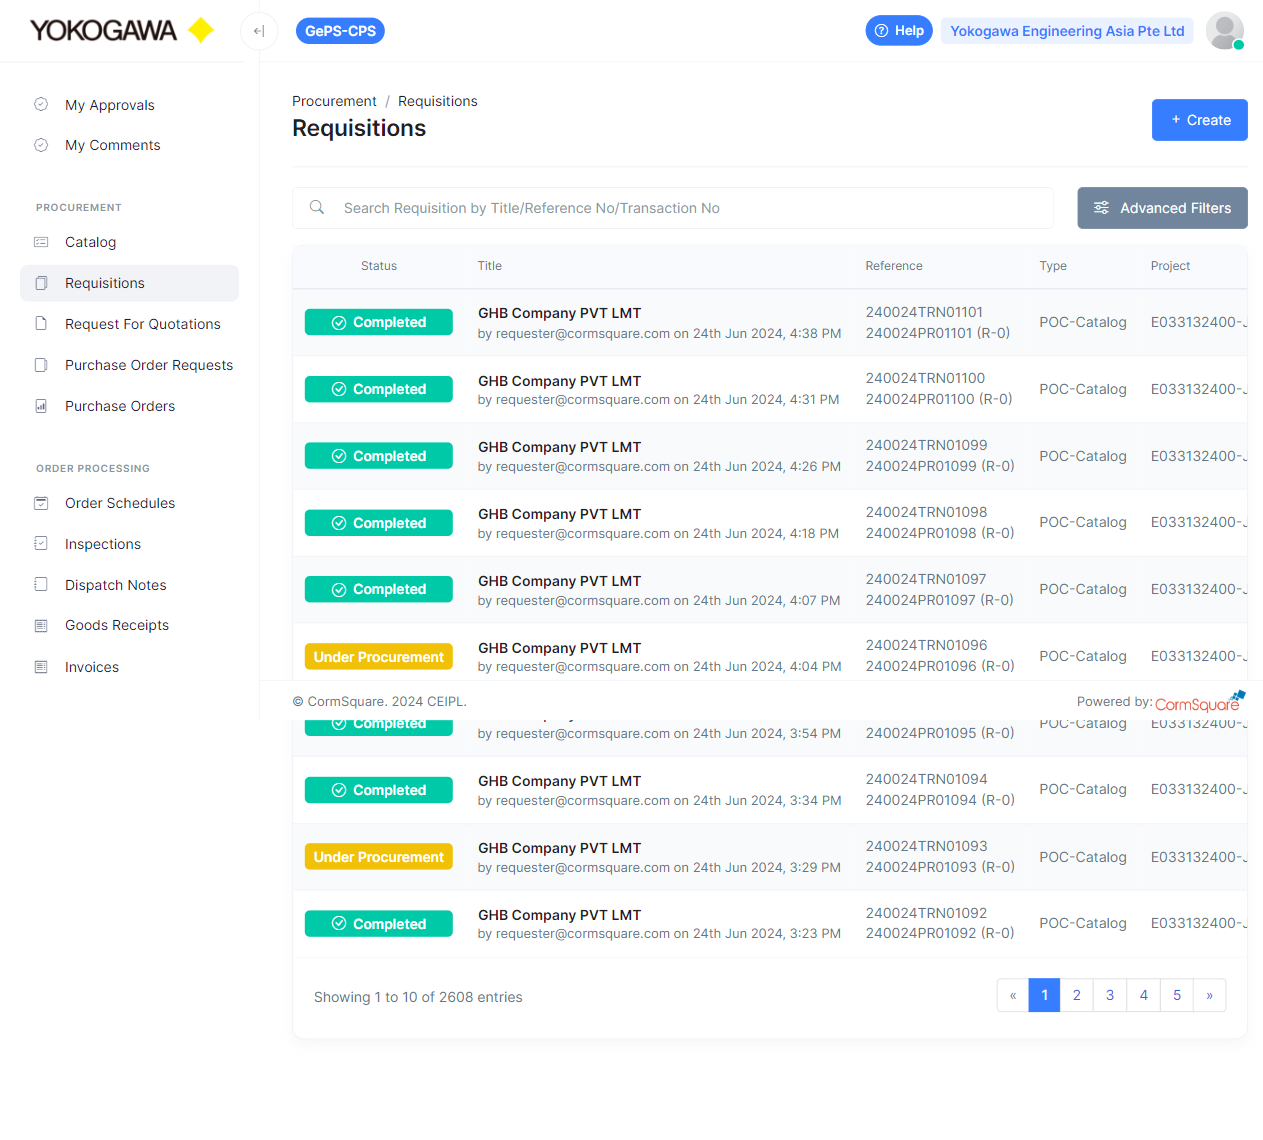 YOKOGAWA
GePS-CPS
Help
Yokogawa Engineering Asia Pte Ltd
My Approvals
My Comments
PROCUREMENT
Catalog
Requisitions
Request For Quotations
Purchase Order Requests
Purchase Orders
ORDER PROCESSING
Order Schedules
Inspections
Dispatch Notes
Goods Receipts
Invoices
Procurement / Requisitions
Requisitions
+ Create
Search Requisition by Title/Reference No/Transaction No
Advanced Filters
Status Title Reference Type Project
Completed GHB Company PVT LMT 240024TRN01101 POC-Catalog E033132400-J
by requester@cormsquare.com on 24th Jun 2024, 4:38 PM 240024PR01101 (R-0)
Completed GHB Company PVT LMT 240024TRN01100 POC-Catalog E033132400-J
by requester@cormsquare.com on 24th Jun 2024, 4:31 PM 240024PR01100 (R-0)
Completed GHB Company PVT LMT 240024TRN01099 POC-Catalog E033132400-J
by requester@cormsquare.com on 24th Jun 2024, 4:26 PM 240024PR01099 (R-0)
Completed GHB Company PVT LMT 240024TRN01098 POC-Catalog E033132400-J
by requester@cormsquare.com on 24th Jun 2024, 4:18 PM 240024PR01098 (R-0)
Completed GHB Company PVT LMT 240024TRN01097 POC-Catalog E033132400-J
by requester@cormsquare.com on 24th Jun 2024, 4:07 PM 240024PR01097 (R-0)
Under Procurement GHB Company PVT LMT 240024TRN01096 POC-Catalog E033132400-J
by requester@cormsquare.com on 24th Jun 2024, 4:04 PM 240024PR01096 (R-0)
© CormSquare. 2024 CEIPL. Powered by: CormSquare
Completed POC-Catalog E033132400-J
by requester@cormsquare.com on 24th Jun 2024, 3:54 PM 240024PR01095 (R-0)
Completed GHB Company PVT LMT 240024TRN01094 POC-Catalog E033132400-J
by requester@cormsquare.com on 24th Jun 2024, 3:34 PM 240024PR01094 (R-0)
Under Procurement GHB Company PVT LMT 240024TRN01093 POC-Catalog E033132400-J
by requester@cormsquare.com on 24th Jun 2024, 3:29 PM 240024PR01093 (R-0)
Completed GHB Company PVT LMT 240024TRN01092 POC-Catalog E033132400-J
by requester@cormsquare.com on 24th Jun 2024, 3:23 PM 240024PR01092 (R-0)
Showing 1 to 10 of 2608 entries
« 1 2 3 4 5 »